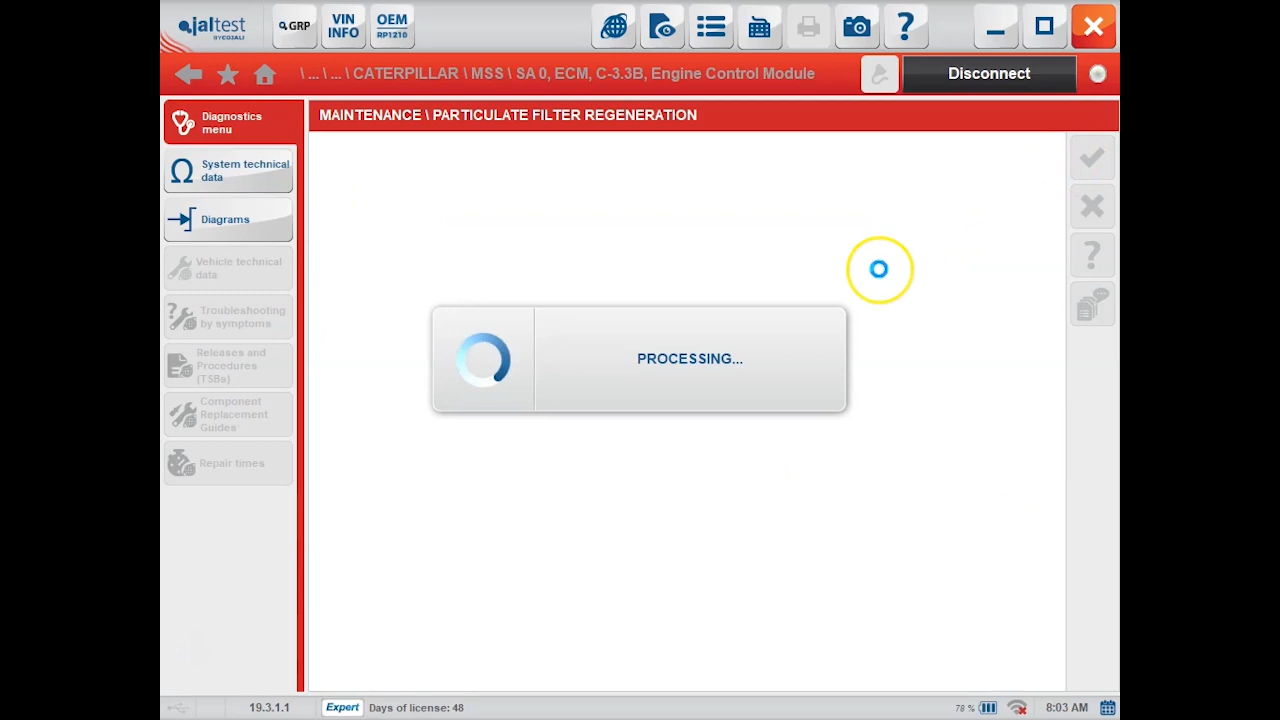 jaltest
BY COJALI
GRP
VIN
INFO
OEM
RP1210
?
\ ... \ ... \ CATERPILLAR \ MSS \ SA 0, ECM, C-3.3B, Engine Control Module
Disconnect
Diagnostics
menu
MAINTENANCE \ PARTICULATE FILTER REGENERATION
System technical
data
Diagrams
Vehicle technical
data
Troubleshooting
by symptoms
Releases and
Procedures
(TSBs)
Component
Replacement
Guides
Repair times
PROCESSING...
?
19.3.1.1
Expert
Days of license: 48
78 %
8:03 AM